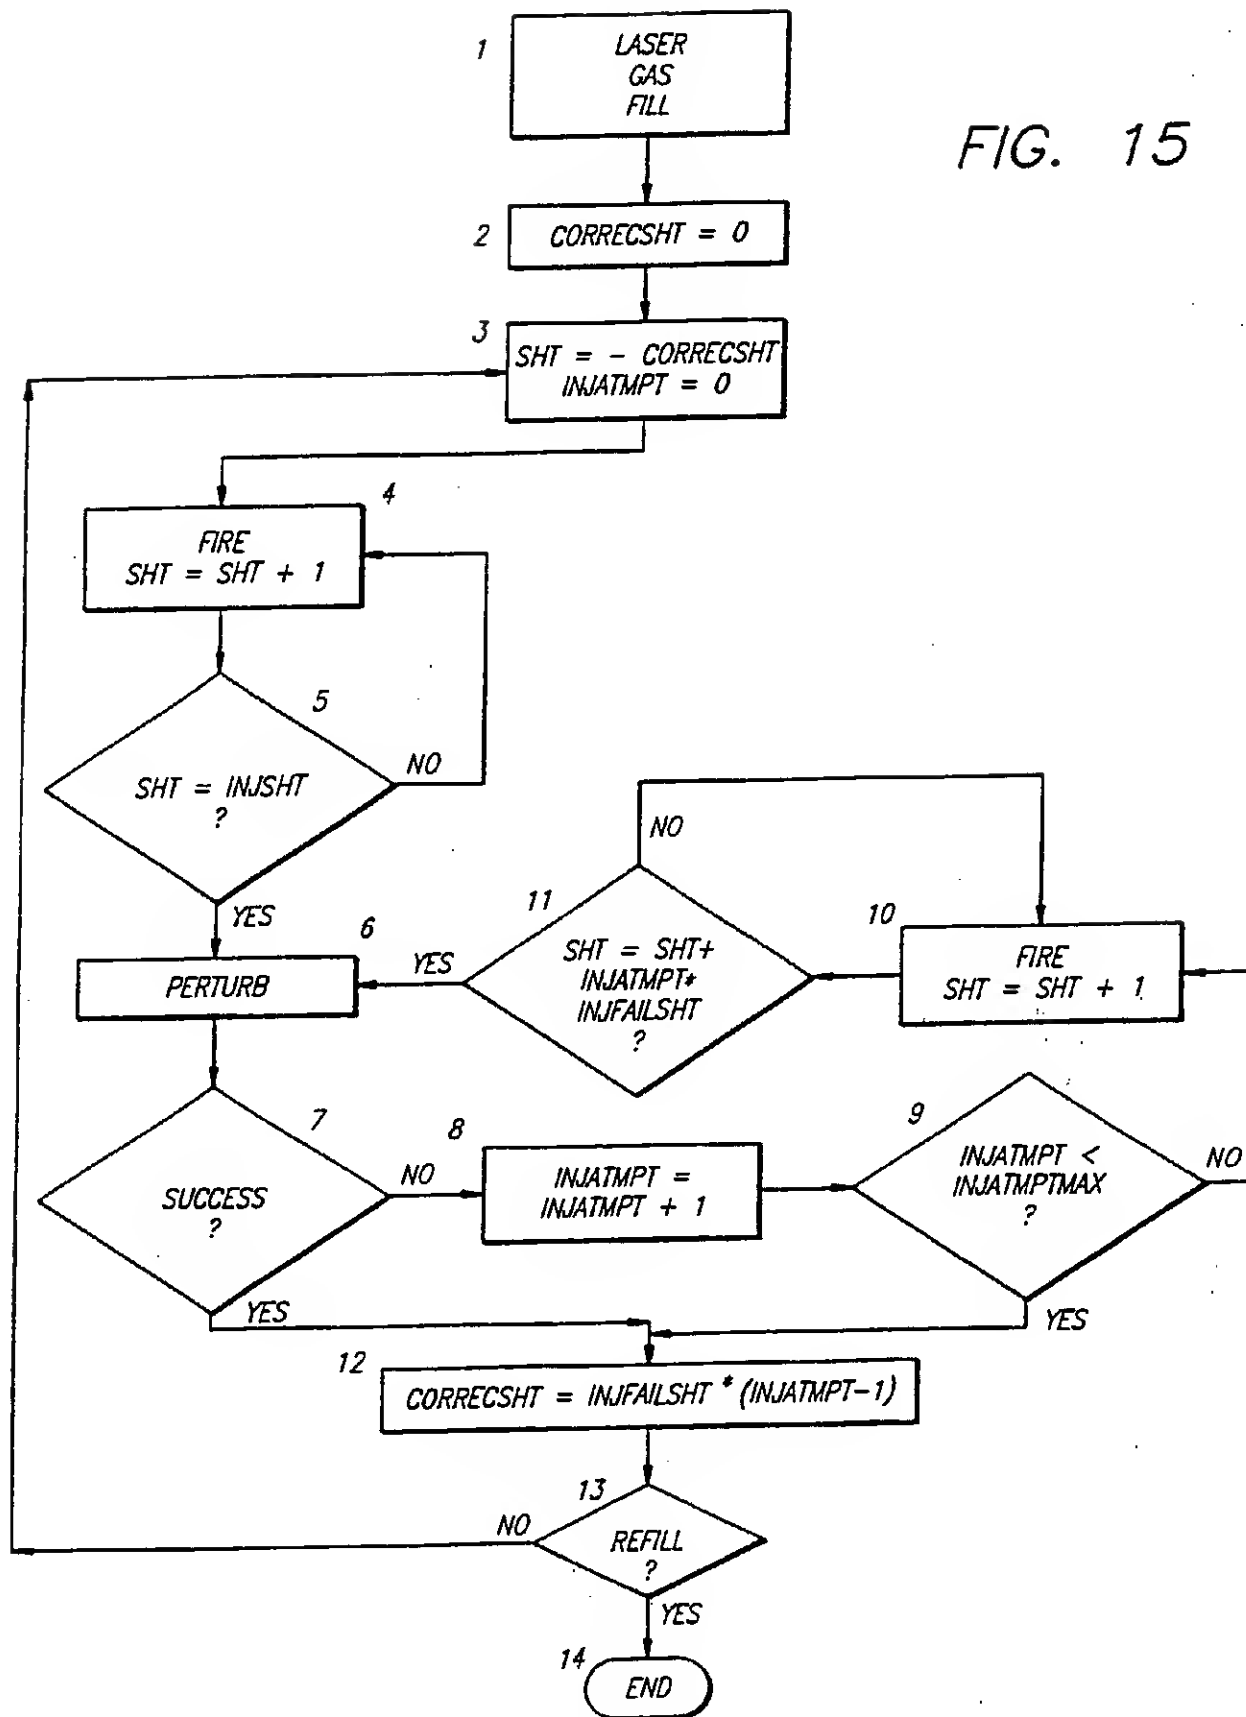 1
LASER
GAS
FILL
FIG. 15
2
CORRECSHT = 0
3
SHT = - CORRECSHT
INJATMPT = 0
4
FIRE
SHT = SHT + 1
5
SHT = INJSHT
?
NO
YES
6
PERTURB
YES
11
SHT = SHT+
INJATMPT*
INJFAILSHT
?
NO
10
FIRE
SHT = SHT + 1
7
SUCCESS
?
NO
YES
8
INJATMPT =
INJATMPT + 1
9
INJATMPT <
INJATMPTMAX
?
NO
YES
12
CORRECSHT = INJFAILSHT * (INJATMPT-1)
13
REFILL
?
NO
YES
14
END